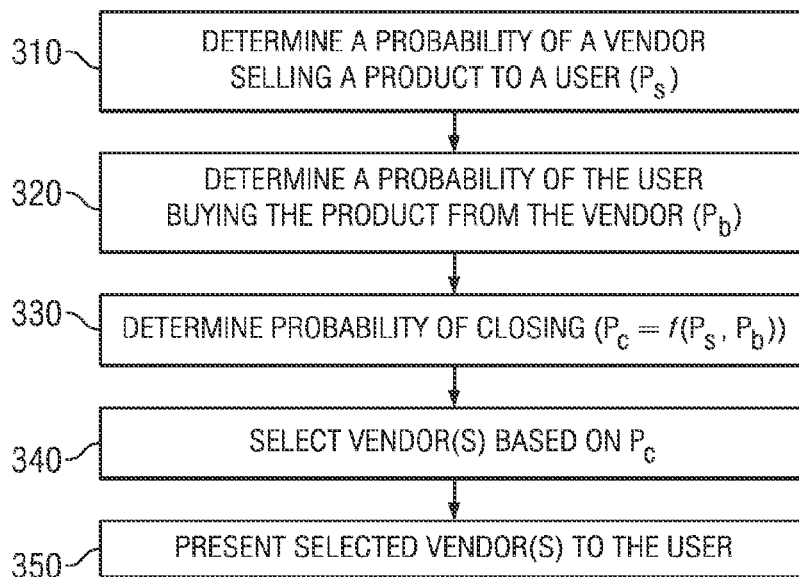 310
DETERMINE A PROBABILITY OF A VENDOR
SELLING A PRODUCT TO A USER (Ps)
320
DETERMINE A PROBABILITY OF THE USER
BUYING THE PRODUCT FROM THE VENDOR (Pb)
330
DETERMINE PROBABILITY OF CLOSING (Pc = f(Ps, Pb))
340
SELECT VENDOR(S) BASED ON Pc
350
PRESENT SELECTED VENDOR(S) TO THE USER